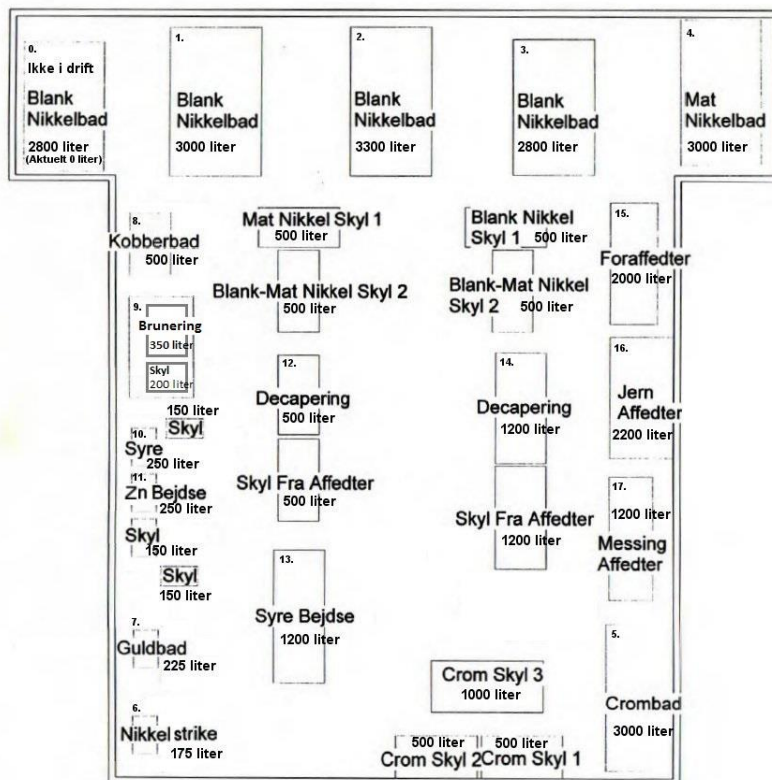 0.
Ikke i drift
Blank
Nikkelbad
2800 liter
(Aktuelt 0 liter)
1.
Blank
Nikkelbad
3000 liter
2.
Blank
Nikkelbad
3300 liter
3.
Blank
Nikkelbad
2800 liter
4.
Mat
Nikkelbad
3000 liter
8.
Kobberbad
500 liter
Mat Nikkel Skyl 1
500 liter
Blank Nikkel
Skyl 1 500 liter
15.
Foraffedter
2000 liter
Blank-Mat Nikkel Skyl 2
500 liter
Blank-Mat Nikkel
Skyl 2 500 liter
9.
Brunering
350 liter
Skyl
200 liter
12.
Decapering
500 liter
14.
Decapering
1200 liter
16.
Jern
Affedter
2200 liter
150 liter
Skyl
10.
Syre
250 liter
11.
Zn Bejdse
250 liter
Skyl
150 liter
Skyl
150 liter
Skyl Fra Affedter
500 liter
Skyl Fra Affedter
1200 liter
17.
1200 liter
Messing
Affedter
13.
Syre Bejdse
1200 liter
7.
Guldbad
225 liter
6.
Nikkel strike
175 liter
Crom Skyl 3
1000 liter
5.
Crombad
3000 liter
500 liter
Crom Skyl 2
500 liter
Crom Skyl 1